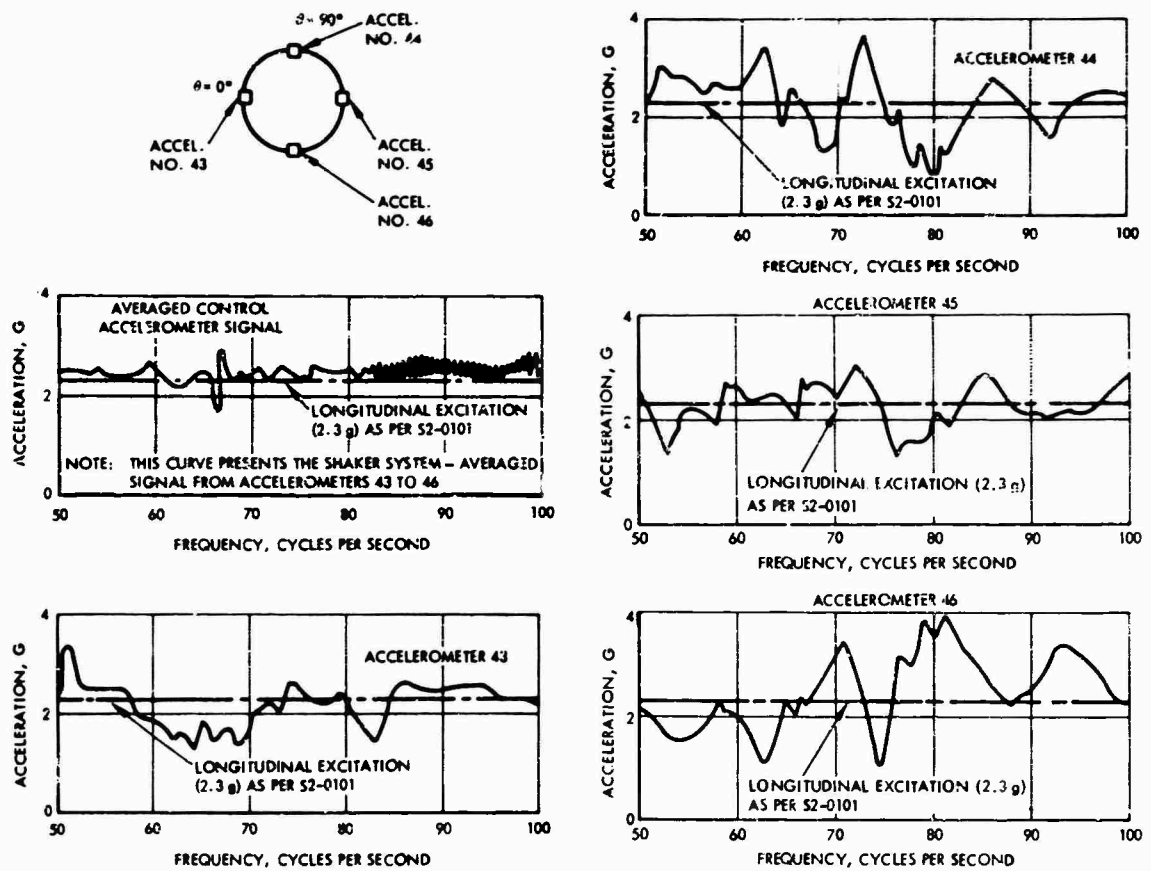 θ = 90°
ACCEL.
NO. 44
θ = 0°
ACCEL.
NO. 43
ACCEL.
NO. 45
ACCEL.
NO. 46
ACCELERATION, G
4
2
0
ACCELEROMETER 44
LONGITUDINAL EXCITATION
(2.3 g) AS PER S2-0101
50 60 70 80 90 100
FREQUENCY, CYCLES PER SECOND
ACCELERATION, G
4
2
0
AVERAGED CONTROL
ACCELEROMETER SIGNAL
LONGITUDINAL EXCITATION
(2.3 g) AS PER S2-0101
NOTE: THIS CURVE PRESENTS THE SHAKER SYSTEM – AVERAGED
SIGNAL FROM ACCELEROMETERS 43 TO 46
50 60 70 80 90 100
FREQUENCY, CYCLES PER SECOND
ACCELEROMETER 45
ACCELERATION, G
4
2
0
LONGITUDINAL EXCITATION (2.3 g)
AS PER S2-0101
50 60 70 80 90 100
FREQUENCY, CYCLES PER SECOND
ACCELERATION, G
4
2
0
ACCELEROMETER 43
LONGITUDINAL EXCITATION
(2.3 g) AS PER S2-0101
50 60 70 80 90 100
FREQUENCY, CYCLES PER SECOND
ACCELEROMETER 46
ACCELERATION, G
4
2
0
LONGITUDINAL EXCITATION (2.3 g)
AS PER S2-0101
50 60 70 80 90 100
FREQUENCY, CYCLES PER SECOND